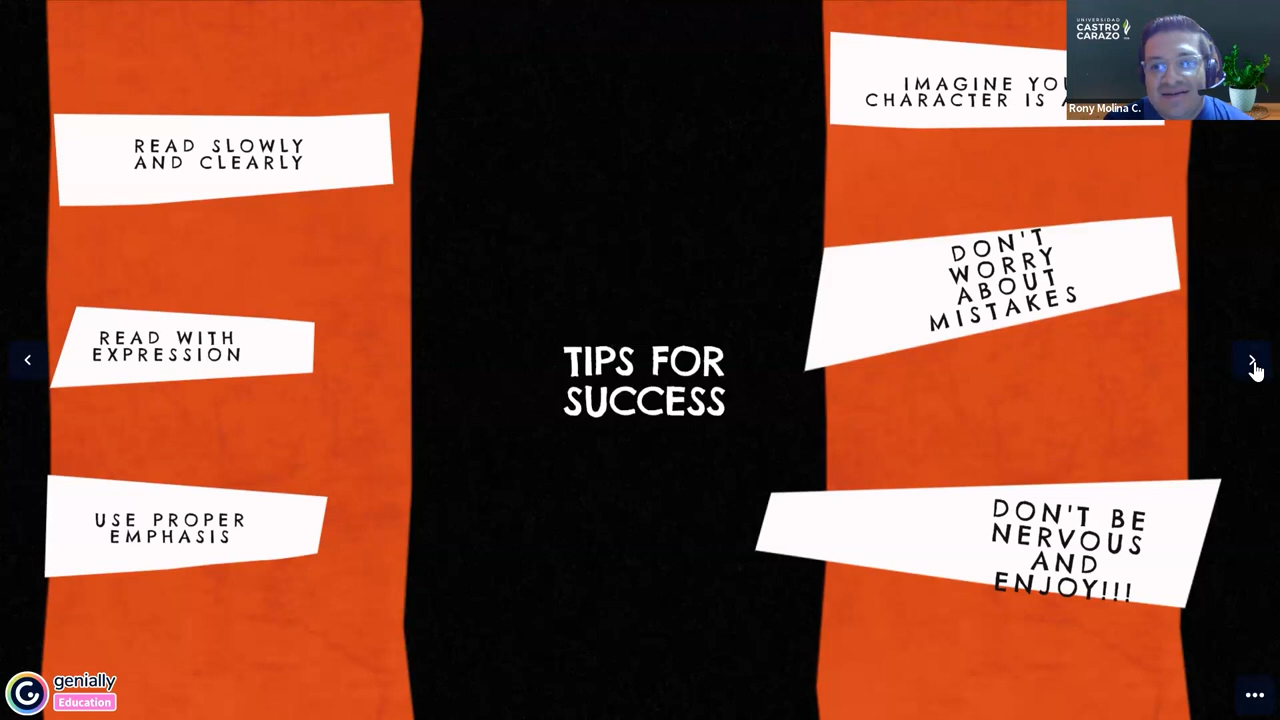 READ SLOWLY
AND CLEARLY
READ WITH
EXPRESSION
USE PROPER
EMPHASIS
TIPS FOR
SUCCESS
IMAGINE
CHARACTER IS
DON'T
WORRY
ABOUT
MISTAKES
DON'T BE
NERVOUS
AND
ENJOY!!!
UNIVERSIDAD
CASTRO
CARAZO
Rony Molina C.
genially
Education